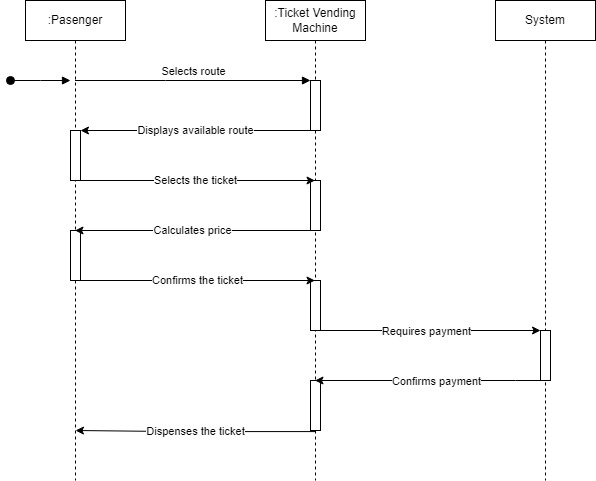 :Pasenger
:Ticket Vending
Machine
System
Selects route
Displays available route
Selects the ticket
Calculates price
Confirms the ticket
Requires payment
Confirms payment
Dispenses the ticket